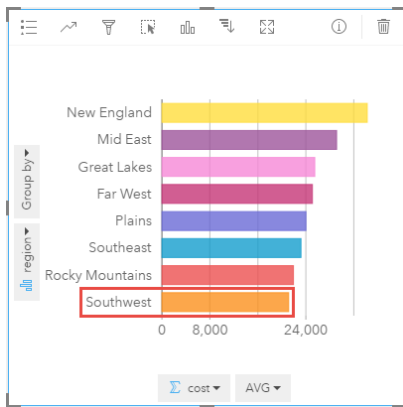 New England
Mid East
Great Lakes
Far West
Plains
Southeast
Rocky Mountains
Southwest
0 8,000 24,000
Group by
region
Σ cost AVG